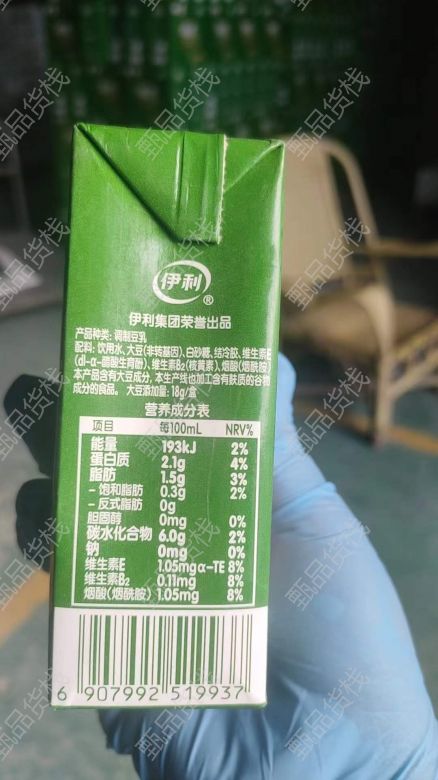 伊利®
伊利集团荣誉出品
产品种类: 调制豆乳
配料: 饮用水、大豆(非转基因)、白砂糖、结冷胶、维生素E
(dl-α-醋酸生育酚)、维生素B₂(核黄素)、烟酸(烟酰胺)
本产品含有大豆成分, 本生产线也加工含有麸质的谷物
成分的食品。 大豆添加量: 18g/盒
营养成分表
项目 每100mL NRV%
能量 193kJ 2%
蛋白质 2.1g 4%
脂肪 1.5g 3%
- 饱和脂肪 0.3g 2%
- 反式脂肪 0g
胆固醇 0mg 0%
碳水化合物 6.0g 2%
钠 0mg 0%
维生素E 1.05mgα-TE 8%
维生素B₂ 0.11mg 8%
烟酸(烟酰胺) 1.05mg 8%
6 907992 519937
甄品货栈